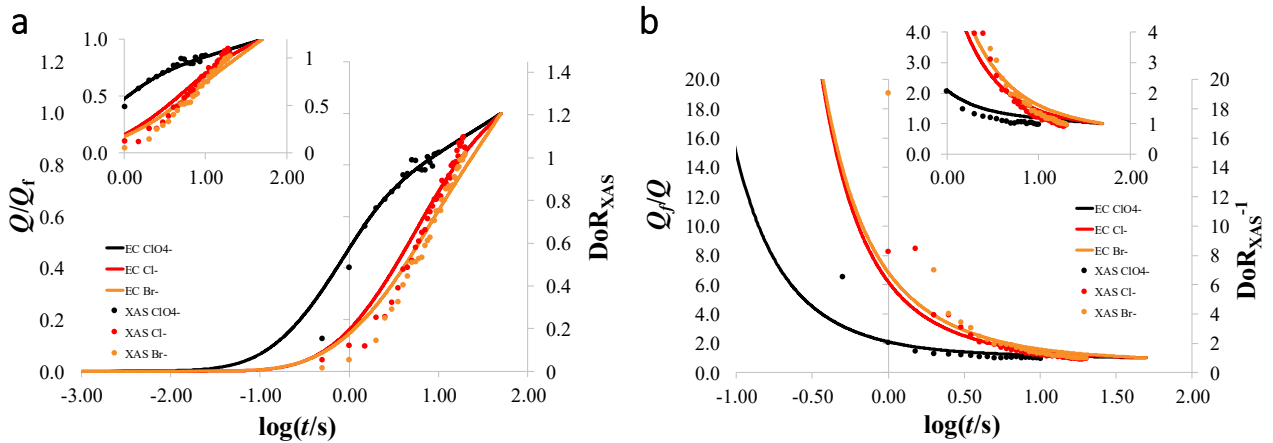 a
Q/Qf
1.2
1.0
0.8
0.6
0.4
0.2
0.0
-3.00 -2.00 -1.00 0.00 1.00 2.00
log(t/s)
1.4
1.2
1
0.8
0.6
0.4
0.2
0
DoRXAS
EC ClO4-
EC Cl-
EC Br-
XAS ClO4-
XAS Cl-
XAS Br-
1.0
0.5
0.0
0.00 1.00 2.00
1
0.5
0
b
Qf/Q
20.0
18.0
16.0
14.0
12.0
10.0
8.0
6.0
4.0
2.0
0.0
-1.00 -0.50 0.00 0.50 1.00 1.50 2.00
log(t/s)
20
18
16
14
12
10
8
6
4
2
0
DoRXAS-1
EC ClO4-
EC Cl-
EC Br-
XAS ClO4-
XAS Cl-
XAS Br-
4.0
3.0
2.0
1.0
0.0
0.00 1.00 2.00
4
3
2
1
0